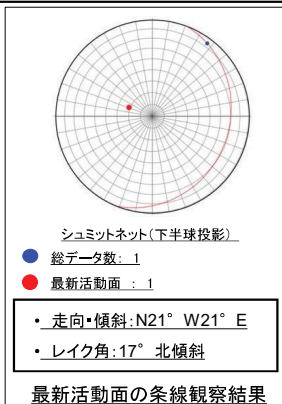 シュミットネット(下半球投影)
総データ数: 1
最新活動面 : 1
• 走向・傾斜:N21° W21° E
• レイク角:17° 北傾斜
最新活動面の条線観察結果